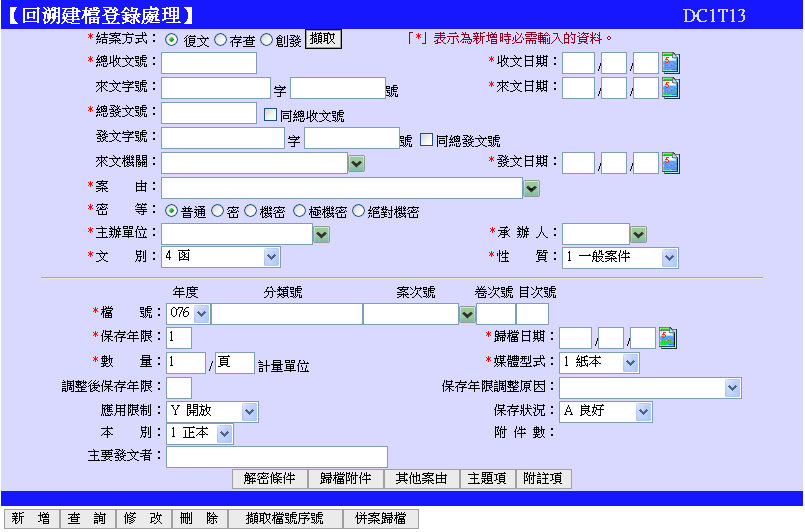 【回溯建檔登錄處理】 DC1T13
*結案方式： 復文 存查 創發 擷取 「*」表示為新增時必需輸入的資料。
*總收文號： *收文日期： / /
來文字號： 字 號 *來文日期： / /
*總發文號： 同總收文號
發文字號： 字 號 同總發文號
來文機關： *發文日期： / /
*案 由：
*密 等： 普通 密 機密 極機密 絕對機密
*主辦單位： *承 辦 人：
*文 別： 4 函 *性 質： 1 一般案件
年度 分類號 案次號 卷次號 目次號
*檔 號： 076
*保存年限： 1 *歸檔日期： / /
*數 量： 1 / 頁 計量單位 *媒體型式： 1 紙本
調整後保存年限： 保存年限調整原因：
應用限制： Y 開放 保存狀況： A 良好
本 別： 1 正本 附 件 數：
主要發文者：
解密條件 歸檔附件 其他案由 主題項 附註項
新 增 查 詢 修 改 刪 除 擷取檔號序號 併案歸檔